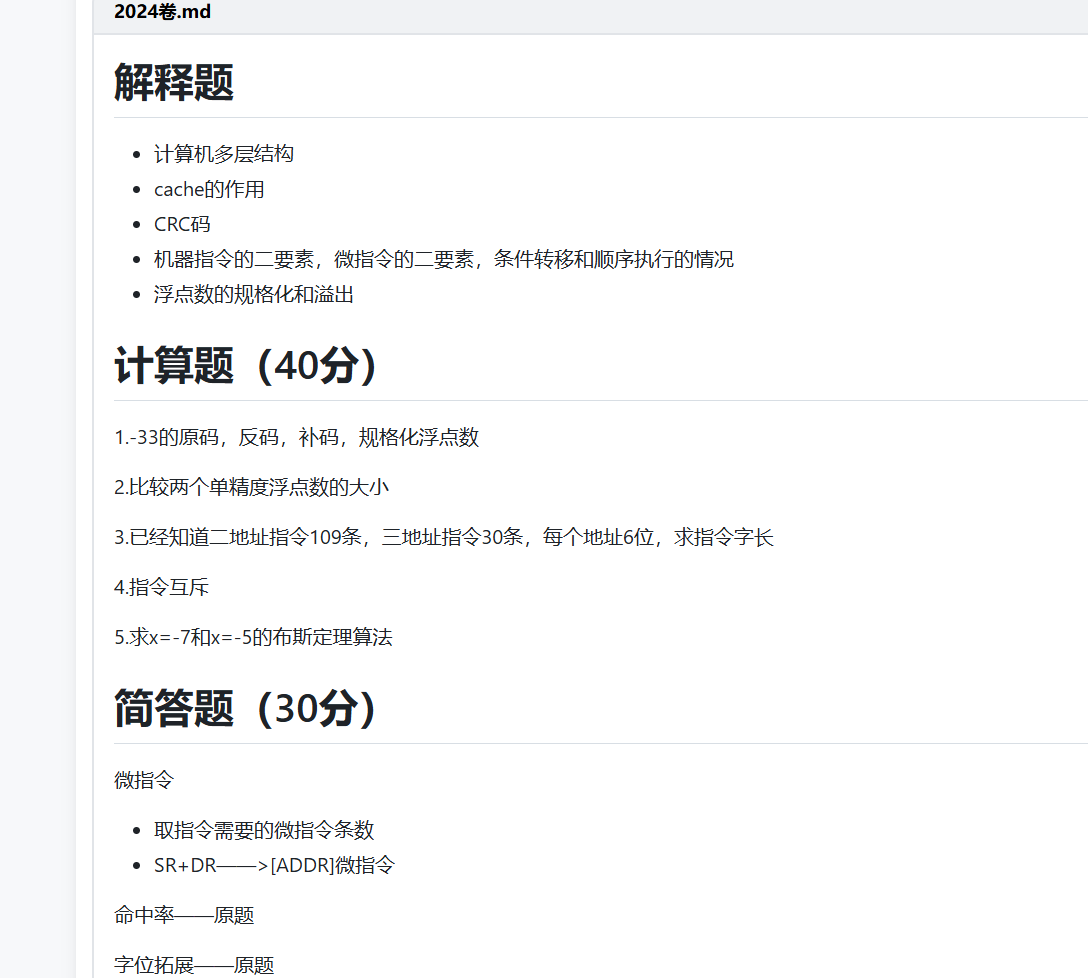 2024卷.md
解释题
计算机多层结构
cache的作用
CRC码
机器指令的二要素，微指令的二要素，条件转移和顺序执行的情况
浮点数的规格化和溢出
计算题（40分）
1.-33的原码，反码，补码，规格化浮点数
2.比较两个单精度浮点数的大小
3.已经知道二地址指令109条，三地址指令30条，每个地址6位，求指令字长
4.指令互斥
5.求x=-7和x=-5的布斯定理算法
简答题（30分）
微指令
取指令需要的微指令条数
SR+DR——>[ADDR]微指令
命中率——原题
字位拓展——原题